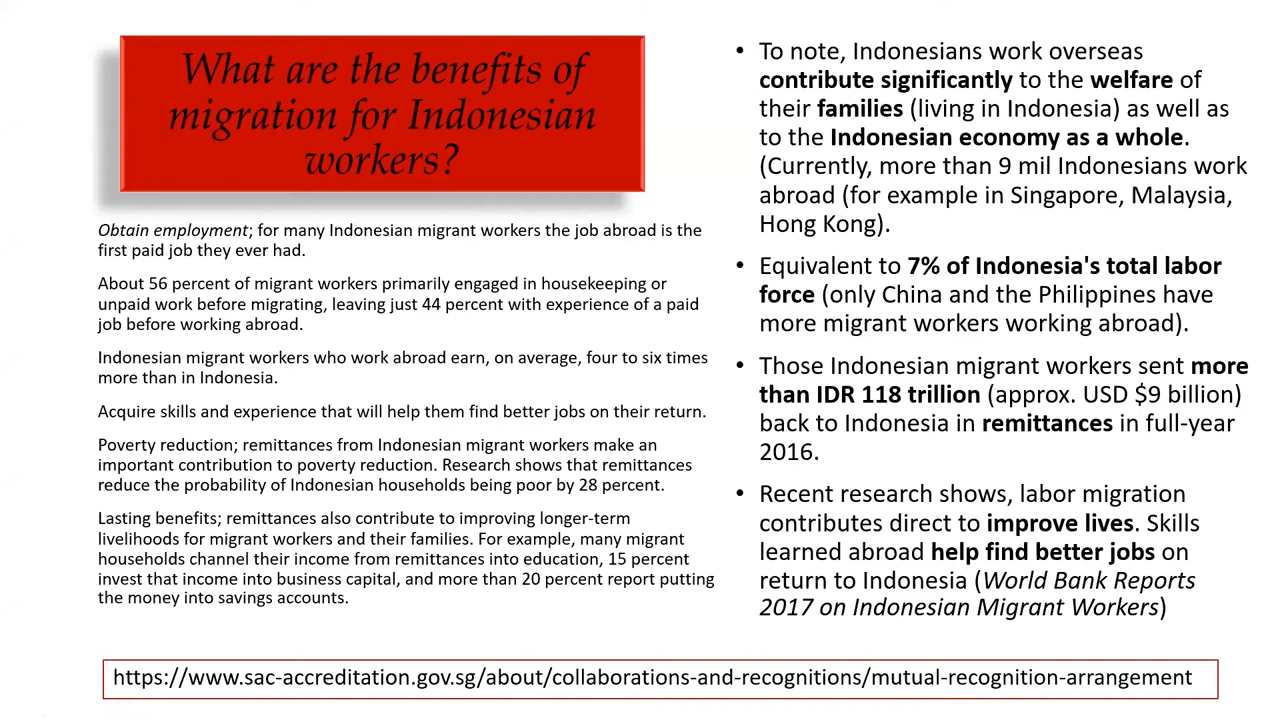 What are the benefits of
migration for Indonesian
workers?
Obtain employment; for many Indonesian migrant workers the job abroad is the
first paid job they ever had.
About 56 percent of migrant workers primarily engaged in housekeeping or
unpaid work before migrating, leaving just 44 percent with experience of a paid
job before working abroad.
Indonesian migrant workers who work abroad earn, on average, four to six times
more than in Indonesia.
Acquire skills and experience that will help them find better jobs on their return.
Poverty reduction; remittances from Indonesian migrant workers make an
important contribution to poverty reduction. Research shows that remittances
reduce the probability of Indonesian households being poor by 28 percent.
Lasting benefits; remittances also contribute to improving longer-term
livelihoods for migrant workers and their families. For example, many migrant
households channel their income from remittances into education, 15 percent
invest that income into business capital, and more than 20 percent report putting
the money into savings accounts.
• To note, Indonesians work overseas
contribute significantly to the welfare of
their families (living in Indonesia) as well as
to the Indonesian economy as a whole.
(Currently, more than 9 mil Indonesians work
abroad (for example in Singapore, Malaysia,
Hong Kong).
• Equivalent to 7% of Indonesia's total labor
force (only China and the Philippines have
more migrant workers working abroad).
• Those Indonesian migrant workers sent more
than IDR 118 trillion (approx. USD $9 billion)
back to Indonesia in remittances in full-year
2016.
• Recent research shows, labor migration
contributes direct to improve lives. Skills
learned abroad help find better jobs on
return to Indonesia (World Bank Reports
2017 on Indonesian Migrant Workers)
https://www.sac-accreditation.gov.sg/about/collaborations-and-recognitions/mutual-recognition-arrangement